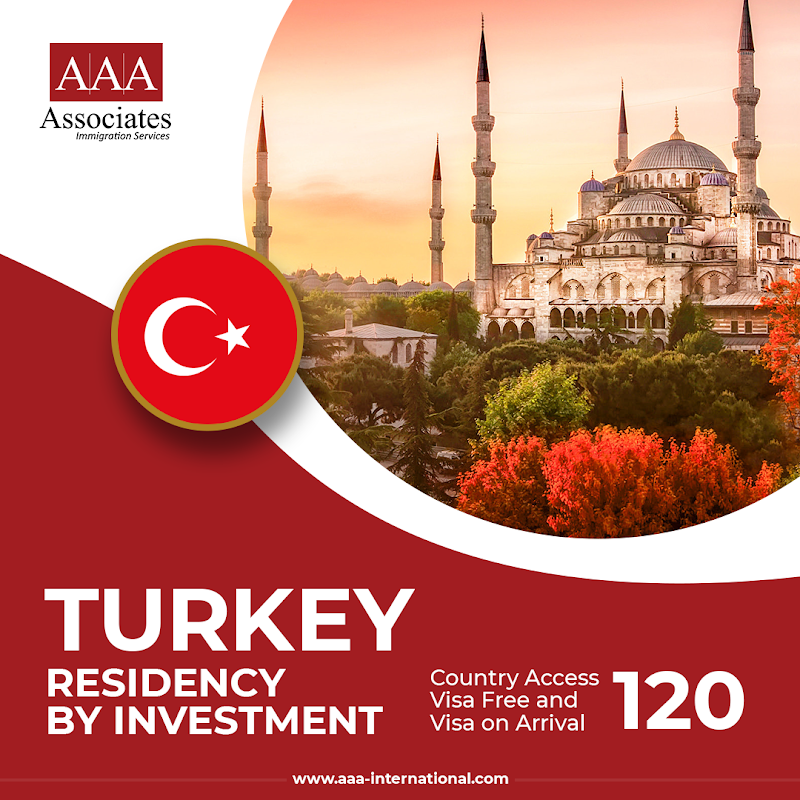 A|A|A
Associates
Immigration Services
TURKEY
RESIDENCY
BY INVESTMENT
Country Access
Visa Free and
Visa on Arrival
120
www.aaa-international.com